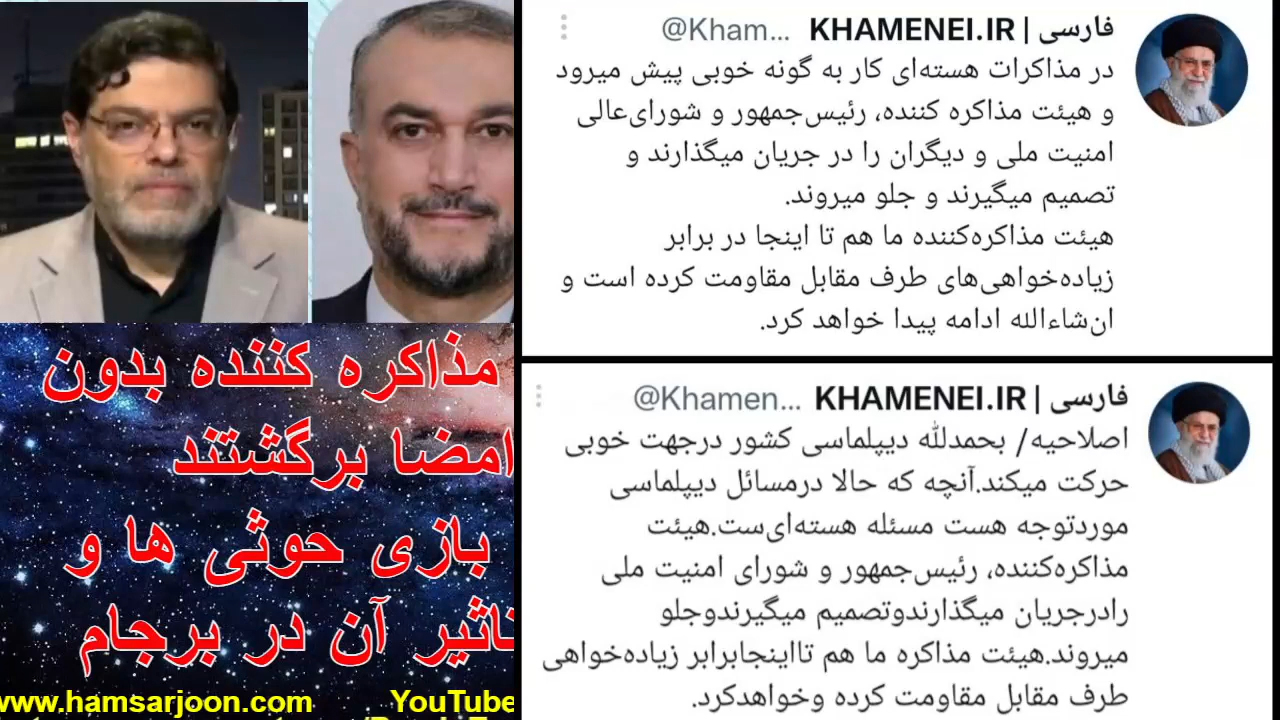 فارسی | KHAMENEI.IR @Kham...
در مذاکرات هسته‌ای کار به گونه خوبی پیش میرود
و هیئت مذاکره کننده، رئیس‌جمهور و شورای‌عالی
امنیت ملی و دیگران را در جریان میگذارند و
تصمیم میگیرند و جلو میروند.
هیئت مذاکره‌کننده ما هم تا اینجا در برابر
زیاده‌خواهی‌های طرف مقابل مقاومت کرده است و
ان‌شاءالله ادامه پیدا خواهد کرد.
فارسی | KHAMENEI.IR @Khamen...
اصلاحیه/ بحمدلله دیپلماسی کشور درجهت خوبی
حرکت میکند.آنچه که حالا درمسائل دیپلماسی
موردتوجه هست مسئله هسته‌ای‌ست.هیئت
مذاکره‌کننده، رئیس‌جمهور و شورای امنیت ملی
رادرجریان میگذارندوتصمیم میگیرندوجلو
میروند.هیئت مذاکره ما هم تااینجابرابر زیاده‌خواهی
طرف مقابل مقاومت کرده وخواهدکرد.
مذاکره کننده بدون
امضا برگشتند
بازی حوثی ها و
تاثیر آن در برجام
www.hamsarjoon.com YouTube